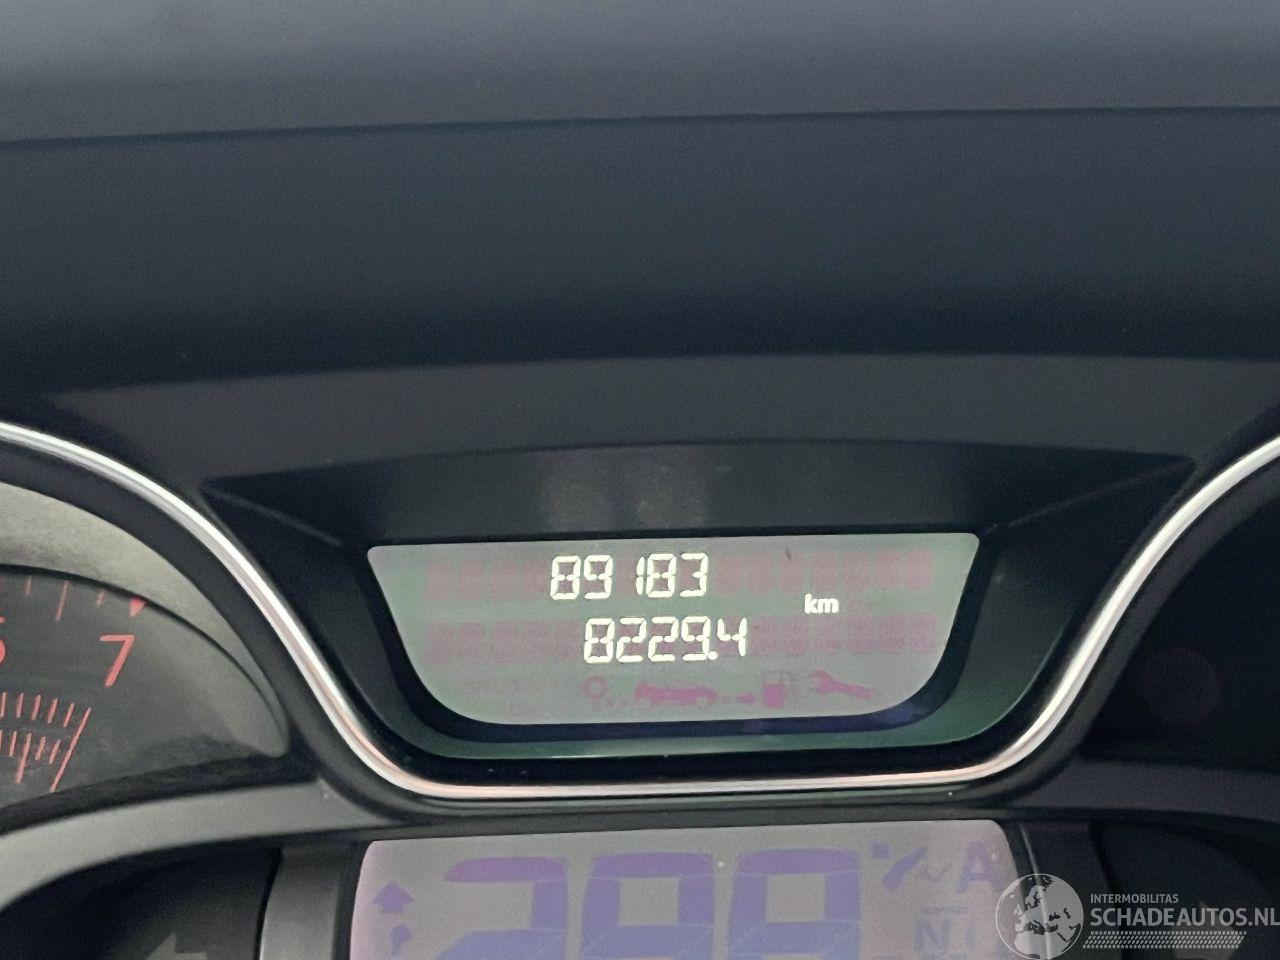 89183
km
8229.4
7
INTERMOBILITAS
SCHADEAUTOS.NL